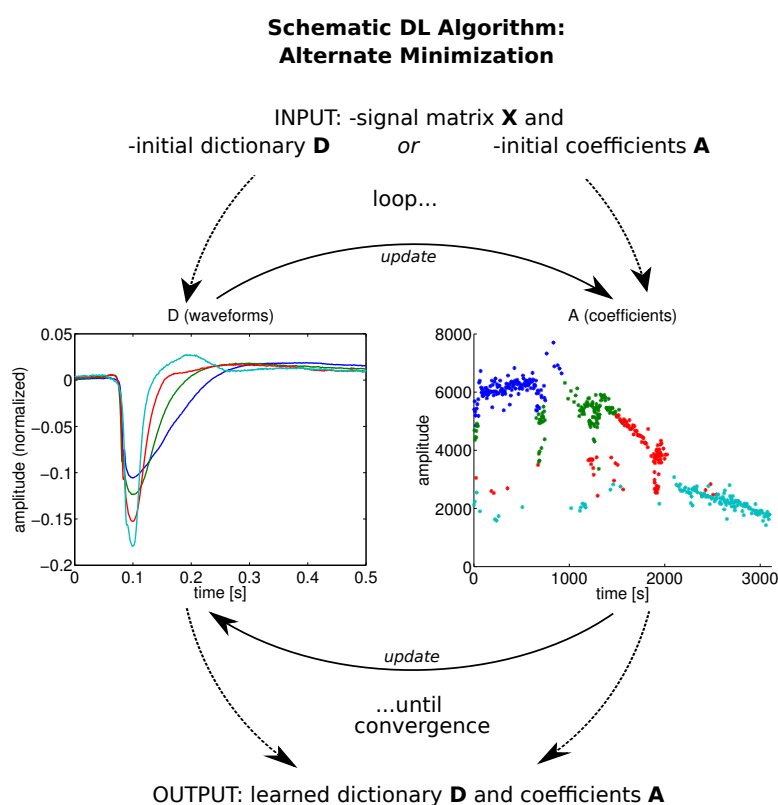 Schematic DL Algorithm:
Alternate Minimization
INPUT: -signal matrix X and
-initial dictionary D or -initial coefficients A
loop...
update
D (waveforms)
A (coefficients)
0.05
0
−0.05
−0.1
−0.15
−0.2
amplitude (normalized)
0 0.1 0.2 0.3 0.4 0.5
time [s]
8000
6000
4000
2000
0
amplitude
0 1000 2000 3000
time [s]
update
...until
convergence
OUTPUT: learned dictionary D and coefficients A